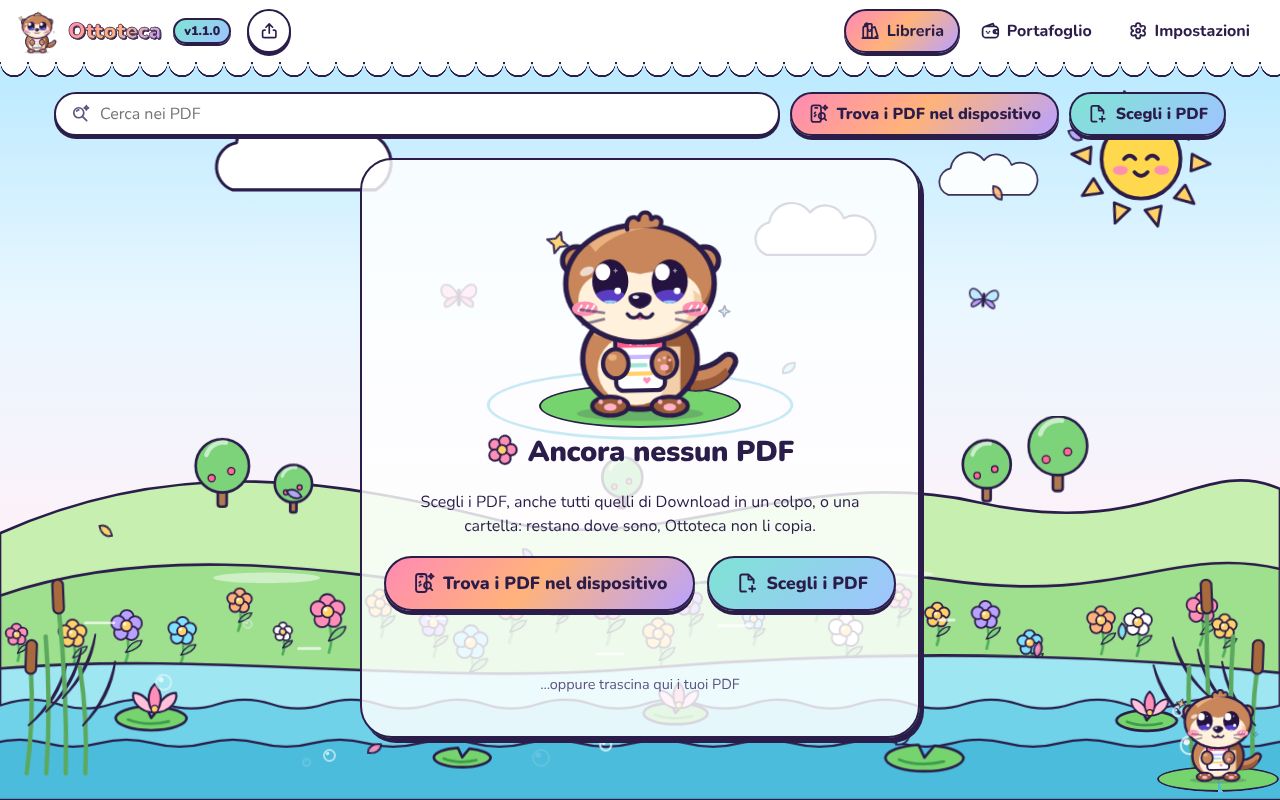 Ottoteca
v1.1.0
Libreria
Portafoglio
Impostazioni
Cerca nei PDF
Trova i PDF nel dispositivo
Scegli i PDF
Ancora nessun PDF
Scegli i PDF, anche tutti quelli di Download in un colpo, o una
cartella: restano dove sono, Ottoteca non li copia.
Trova i PDF nel dispositivo
Scegli i PDF
...oppure trascina qui i tuoi PDF